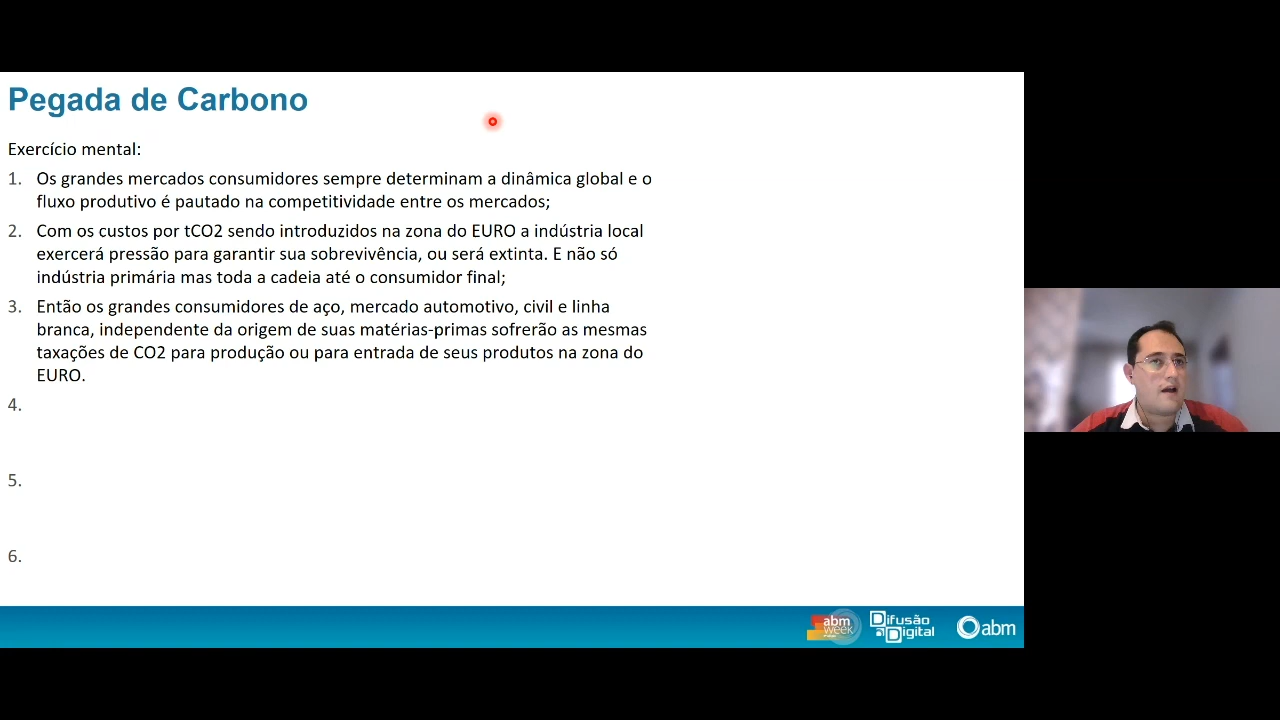 Pegada de Carbono
Exercício mental:
1. Os grandes mercados consumidores sempre determinam a dinâmica global e o
fluxo produtivo é pautado na competitividade entre os mercados;
2. Com os custos por tCO2 sendo introduzidos na zona do EURO a indústria local
exercerá pressão para garantir sua sobrevivência, ou será extinta. E não só
indústria primária mas toda a cadeia até o consumidor final;
3. Então os grandes consumidores de aço, mercado automotivo, civil e linha
branca, independente da origem de suas matérias-primas sofrerão as mesmas
taxações de CO2 para produção ou para entrada de seus produtos na zona do
EURO.
4.
5.
6.
abm
week
Difusão
Digital
abm